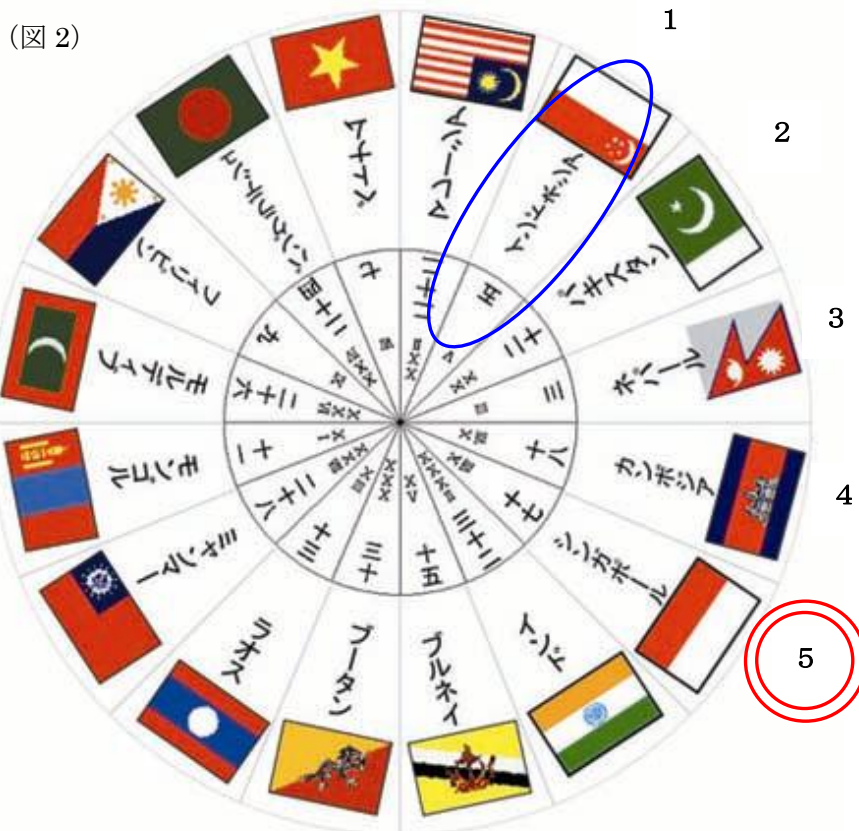 (図 2)
1
2
3
4
5
マレーシア
二十二
インドネシア
五
パキスタン
二十
ネパール
三
カンボジア
十八
シンガポール
十七
インド
三十二
ブルネイ
十五
ブータン
三十
ラオス
十三
ミャンマー
二十八
モンゴル
十一
モルディブ
二十六
フィリピン
九
バングラデシュ
二十四
ベトナム
七